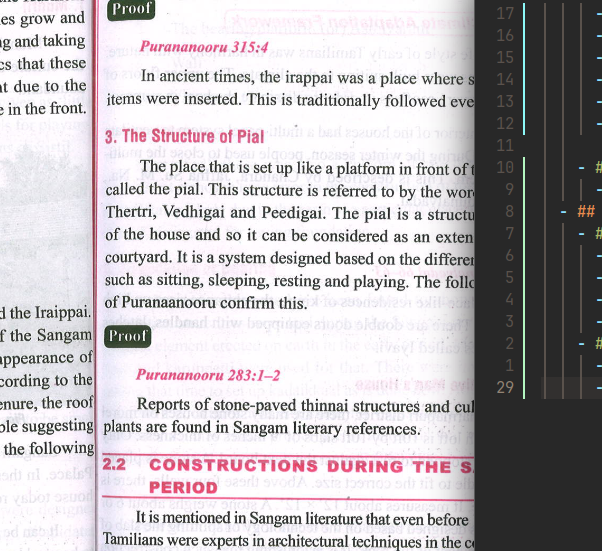 es grow and
ng and taking
cs that these
t due to the
e in the front.
d the Iraippai.
f the Sangam
appearance of
cording to the
enure, the roof
ble suggesting
the following
Proof
Purananooru 315:4
In ancient times, the irappai was a place where s
items were inserted. This is traditionally followed eve
3. The Structure of Pial
The place that is set up like a platform in front of t
called the pial. This structure is referred to by the wor
Thertri, Vedhigai and Peedigai. The pial is a structu
of the house and so it can be considered as an exten
courtyard. It is a system designed based on the differen
such as sitting, sleeping, resting and playing. The follo
of Purananooru confirm this.
Proof
Purananooru 283:1–2
Reports of stone-paved thinnai structures and cul
plants are found in Sangam literary references.
2.2 CONSTRUCTIONS DURING THE S
PERIOD
It is mentioned in Sangam literature that even before
Tamilians were experts in architectural techniques in the c
17 -
16 -
15 -
14 -
13 -
12 -
11
10 - #
9 -
8 - ##
7 - #
6 -
5 -
4 -
3 -
2 - #
1 -
29 -